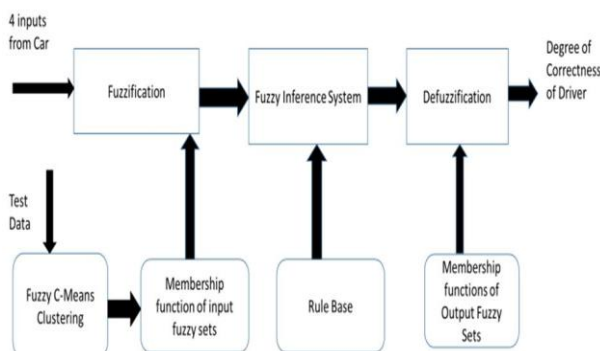 4 inputs
from Car
Fuzzification
Fuzzy Inference System
Defuzzification
Degree of
Correctness
of Driver
Test
Data
Fuzzy C-Means
Clustering
Membership
function of input
fuzzy sets
Rule Base
Membership
functions of
Output Fuzzy
Sets